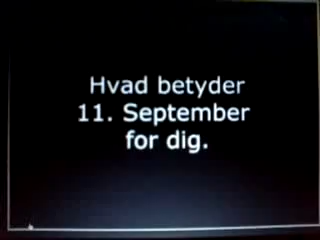 Hvad betyder
11. September
for dig.